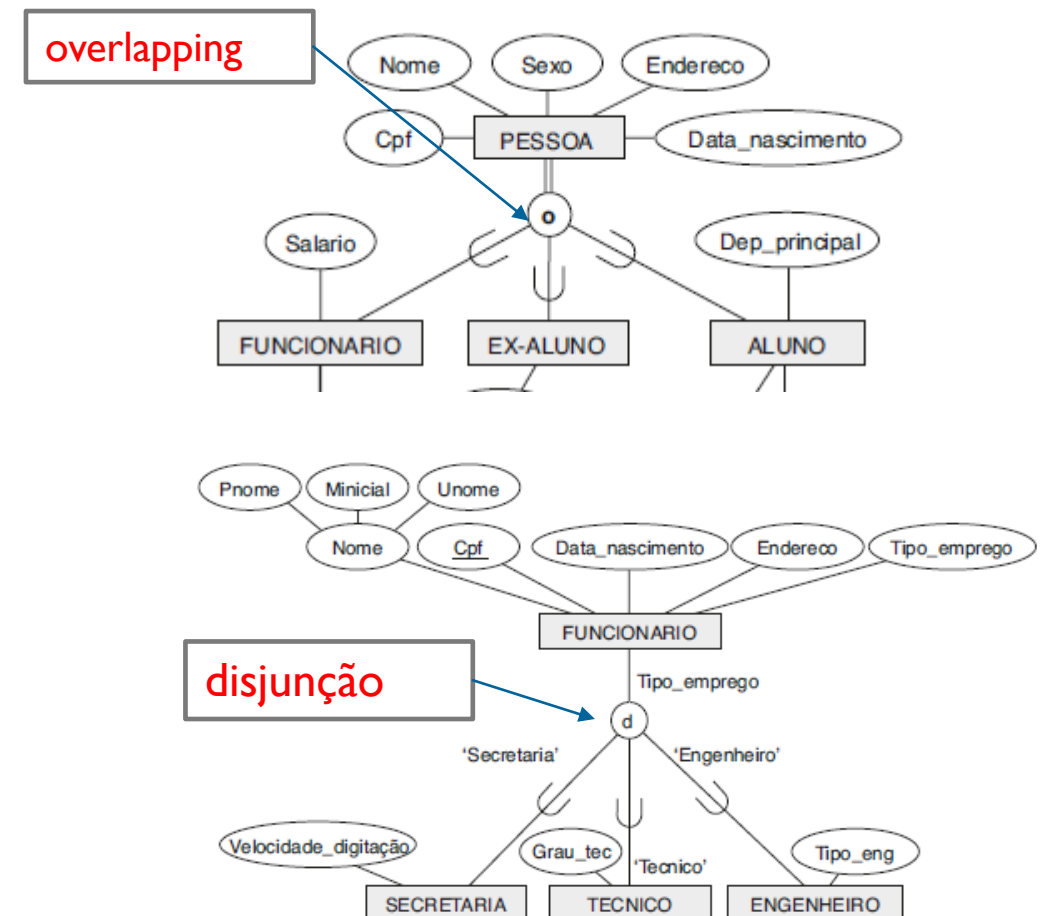 overlapping
Nome
Sexo
Endereco
Cpf
PESSOA
Data_nascimento
o
Salario
Dep_principal
FUNCIONARIO
EX-ALUNO
ALUNO
Pnome
Minicial
Unome
Nome
Cpf
Data_nascimento
Endereco
Tipo_emprego
FUNCIONARIO
disjunção
Tipo_emprego
d
‘Secretaria’
‘Engenheiro’
Velocidade_digitação
Grau_tec
‘Tecnico’
Tipo_eng
SECRETARIA
TECNICO
ENGENHEIRO